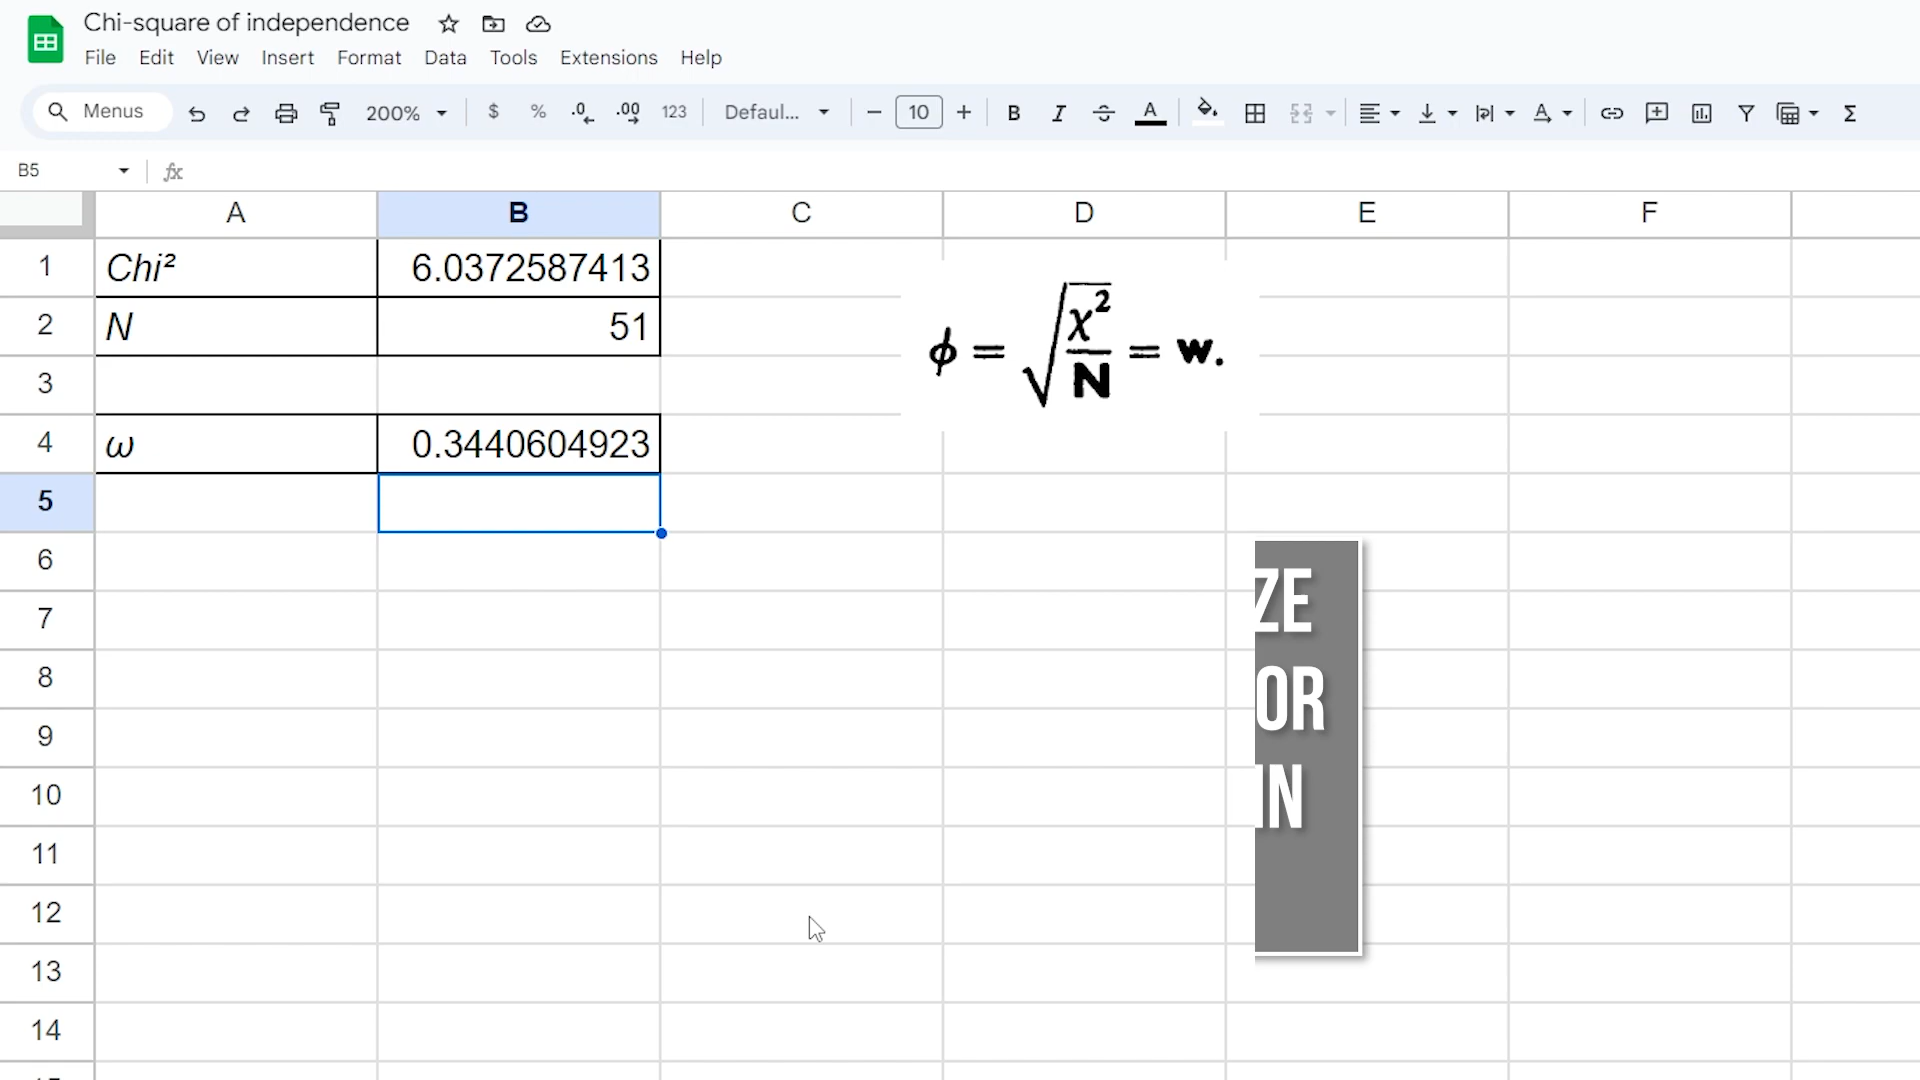 Chi-square of independence
File Edit View Insert Format Data Tools Extensions Help
Menus 200% $ % .0 .00 123 Defaul... 10 B I A A Σ
B5 fx
A B C D E F
1 Chi² 6.0372587413
2 N 51
3
4 ω 0.3440604923
5
6
7
8
9
10
11
12
13
14
ϕ = √χ²/N = w.
ZE
OR
IN